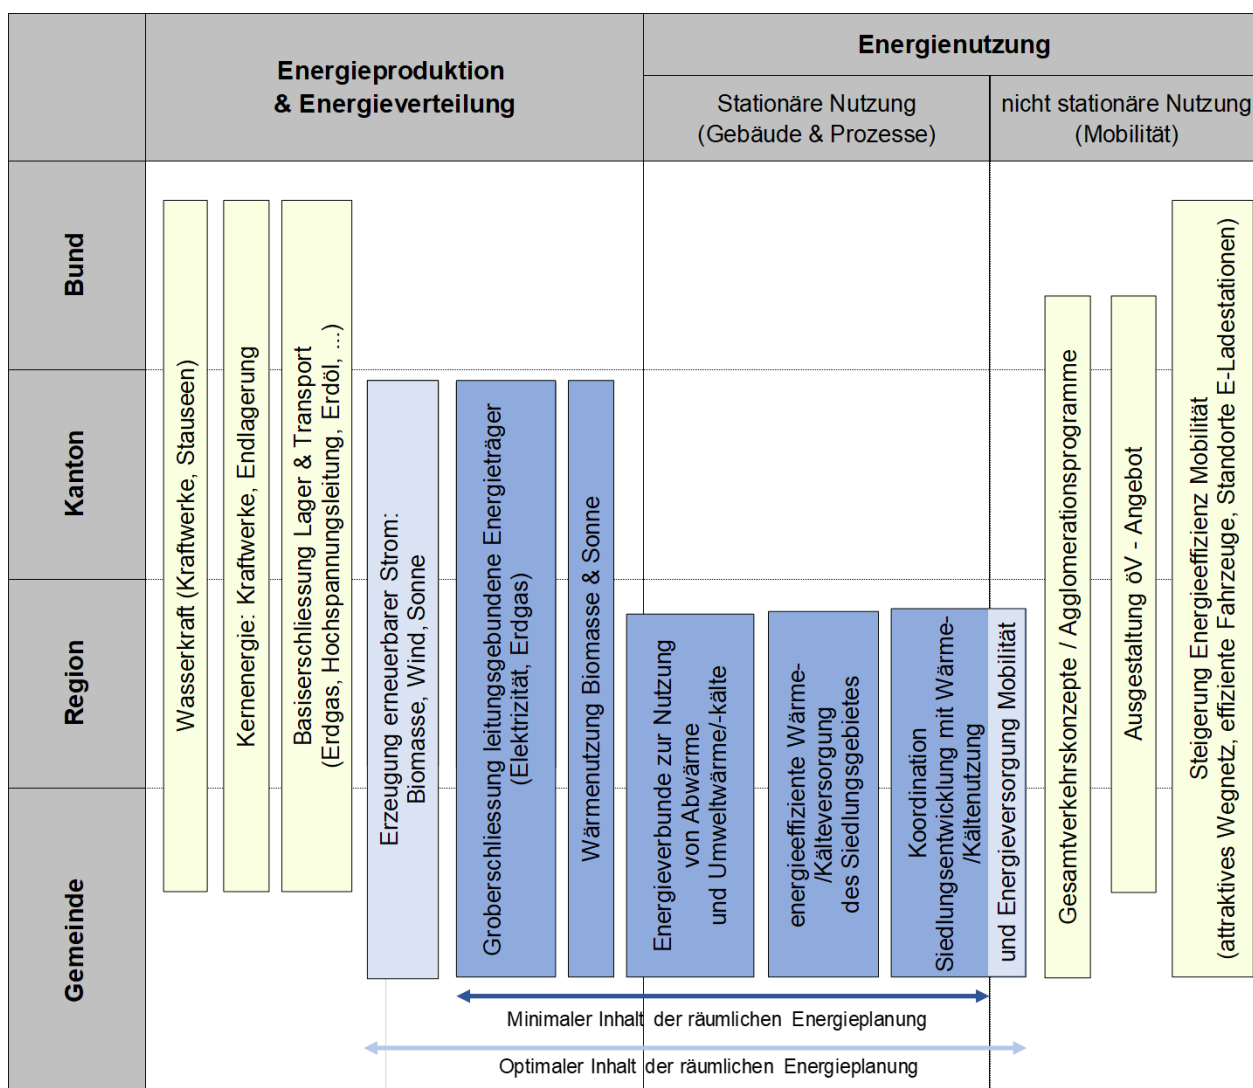 Energieproduktion
& Energieverteilung
Energienutzung
Stationäre Nutzung
(Gebäude & Prozesse)
nicht stationäre Nutzung
(Mobilität)
Bund
Kanton
Region
Gemeinde
Wasserkraft (Kraftwerke, Stauseen)
Kernenergie: Kraftwerke, Endlagerung
Basiserschliessung Lager & Transport
(Erdgas, Hochspannungsleitung, Erdöl, ...)
Erzeugung erneuerbarer Strom:
Biomasse, Wind, Sonne
Groberschliessung leitungsgebundene Energieträger
(Elektrizität, Erdgas)
Wärmenutzung Biomasse & Sonne
Energieverbunde zur Nutzung
von Abwärme
und Umweltwärme/-kälte
energieeffiziente Wärme-
/Kälteversorgung
des Siedlungsgebietes
Koordination
Siedlungsentwicklung mit Wärme-
/Kältenutzung
und Energieversorgung Mobilität
Gesamtverkehrskonzepte / Agglomerationsprogramme
Ausgestaltung öV - Angebot
Steigerung Energieeffizienz Mobilität
(attraktives Wegnetz, effiziente Fahrzeuge, Standorte E-Ladestationen)
Minimaler Inhalt der räumlichen Energieplanung
Optimaler Inhalt der räumlichen Energieplanung